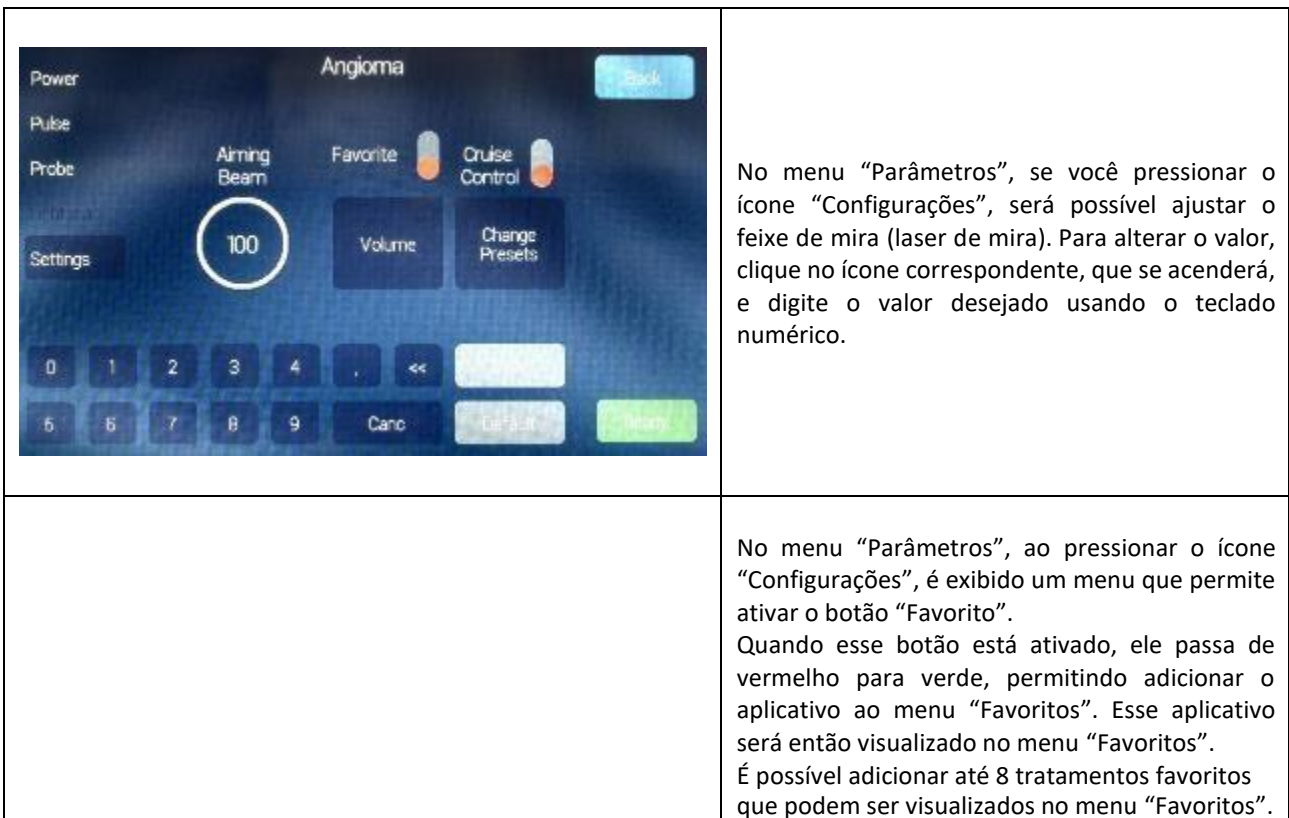 Angioma
Back
Power
Pulse
Probe
Settings
Aiming
Beam
100
Favorite
Cruise
Control
Volume
Change
Presets
0 1 2 3 4 . <<
5 6 7 8 9 Canc Default Ready
No menu “Parâmetros”, se você pressionar o
ícone “Configurações”, será possível ajustar o
feixe de mira (laser de mira). Para alterar o valor,
clique no ícone correspondente, que se acenderá,
e digite o valor desejado usando o teclado
numérico.
No menu “Parâmetros”, ao pressionar o ícone
“Configurações”, é exibido um menu que permite
ativar o botão “Favorito”.
Quando esse botão está ativado, ele passa de
vermelho para verde, permitindo adicionar o
aplicativo ao menu “Favoritos”. Esse aplicativo
será então visualizado no menu “Favoritos”.
É possível adicionar até 8 tratamentos favoritos
que podem ser visualizados no menu “Favoritos”.